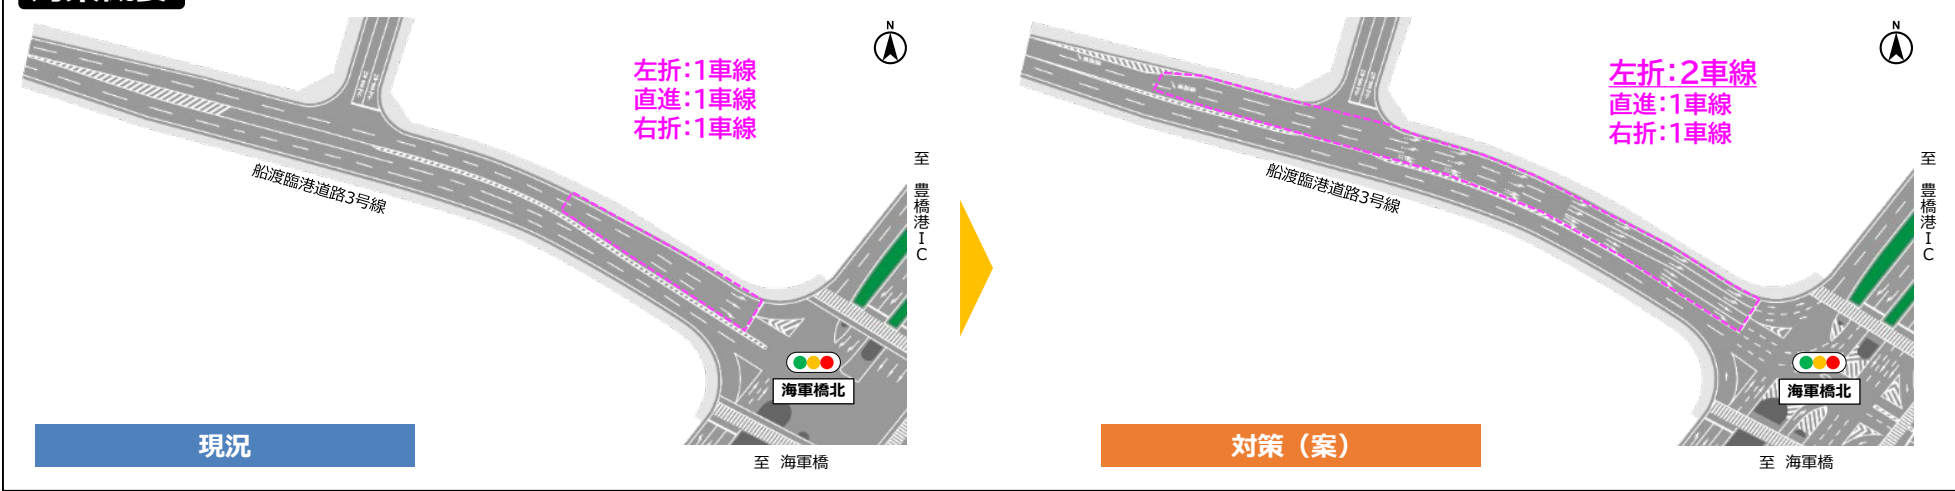 N
左折:1車線
直進:1車線
右折:1車線
船渡臨港道路3号線
至 豊橋港IC
海軍橋北
現況
至 海軍橋
N
左折:2車線
直進:1車線
右折:1車線
船渡臨港道路3号線
至 豊橋港IC
海軍橋北
対策（案）
至 海軍橋